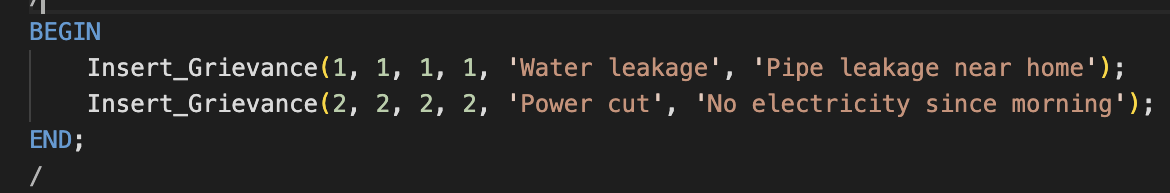 /
BEGIN
    Insert_Grievance(1, 1, 1, 1, 'Water leakage', 'Pipe leakage near home');
    Insert_Grievance(2, 2, 2, 2, 'Power cut', 'No electricity since morning');
END;
/